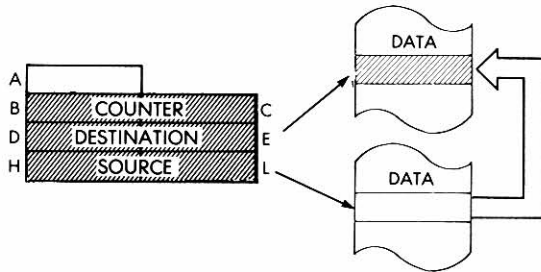 DATA
A
B COUNTER C
D DESTINATION E
H SOURCE L
DATA